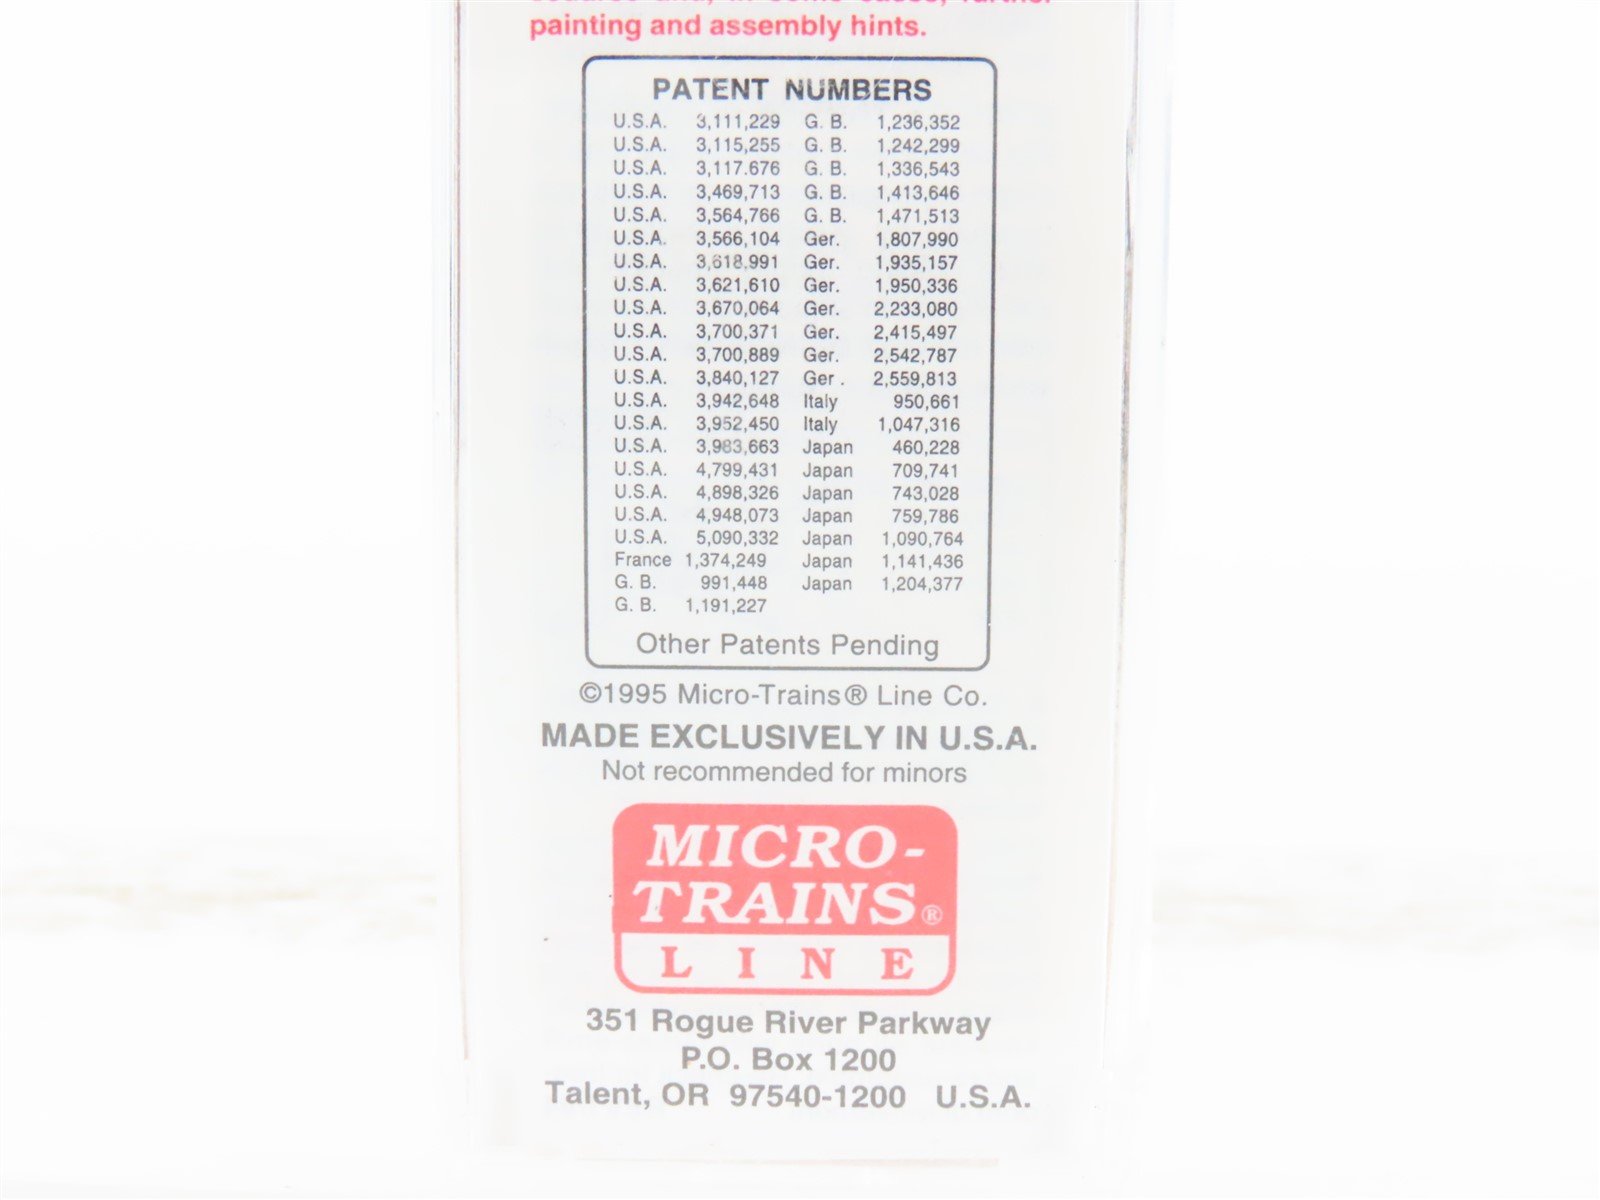 painting and assembly hints.
PATENT NUMBERS
U.S.A. 3,111,229 G. B. 1,236,352
U.S.A. 3,115,255 G. B. 1,242,299
U.S.A. 3,117.676 G. B. 1,336,543
U.S.A. 3,469,713 G. B. 1,413,646
U.S.A. 3,564,766 G. B. 1,471,513
U.S.A. 3,566,104 Ger. 1,807,990
U.S.A. 3,618,991 Ger. 1,935,157
U.S.A. 3,621,610 Ger. 1,950,336
U.S.A. 3,670,064 Ger. 2,233,080
U.S.A. 3,700,371 Ger. 2,415,497
U.S.A. 3,700,889 Ger. 2,542,787
U.S.A. 3,840,127 Ger . 2,559,813
U.S.A. 3,942,648 Italy 950,661
U.S.A. 3,952,450 Italy 1,047,316
U.S.A. 3,983,663 Japan 460,228
U.S.A. 4,799,431 Japan 709,741
U.S.A. 4,898,326 Japan 743,028
U.S.A. 4,948,073 Japan 759,786
U.S.A. 5,090,332 Japan 1,090,764
France 1,374,249 Japan 1,141,436
G. B. 991,448 Japan 1,204,377
G. B. 1,191,227
Other Patents Pending
©1995 Micro-Trains® Line Co.
MADE EXCLUSIVELY IN U.S.A.
Not recommended for minors
MICRO-
TRAINS®
LINE
351 Rogue River Parkway
P.O. Box 1200
Talent, OR 97540-1200 U.S.A.